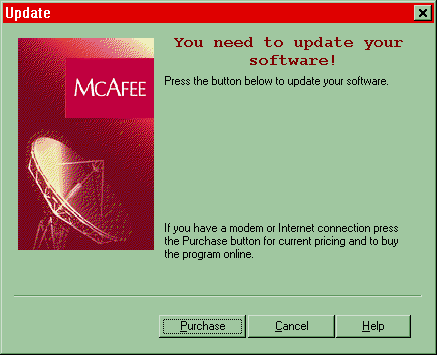 Update
McAFEE
You need to update your
software!
Press the button below to update your software.
If you have a modem or Internet connection press
the Purchase button for current pricing and to buy
the program online.
Purchase
Cancel
Help